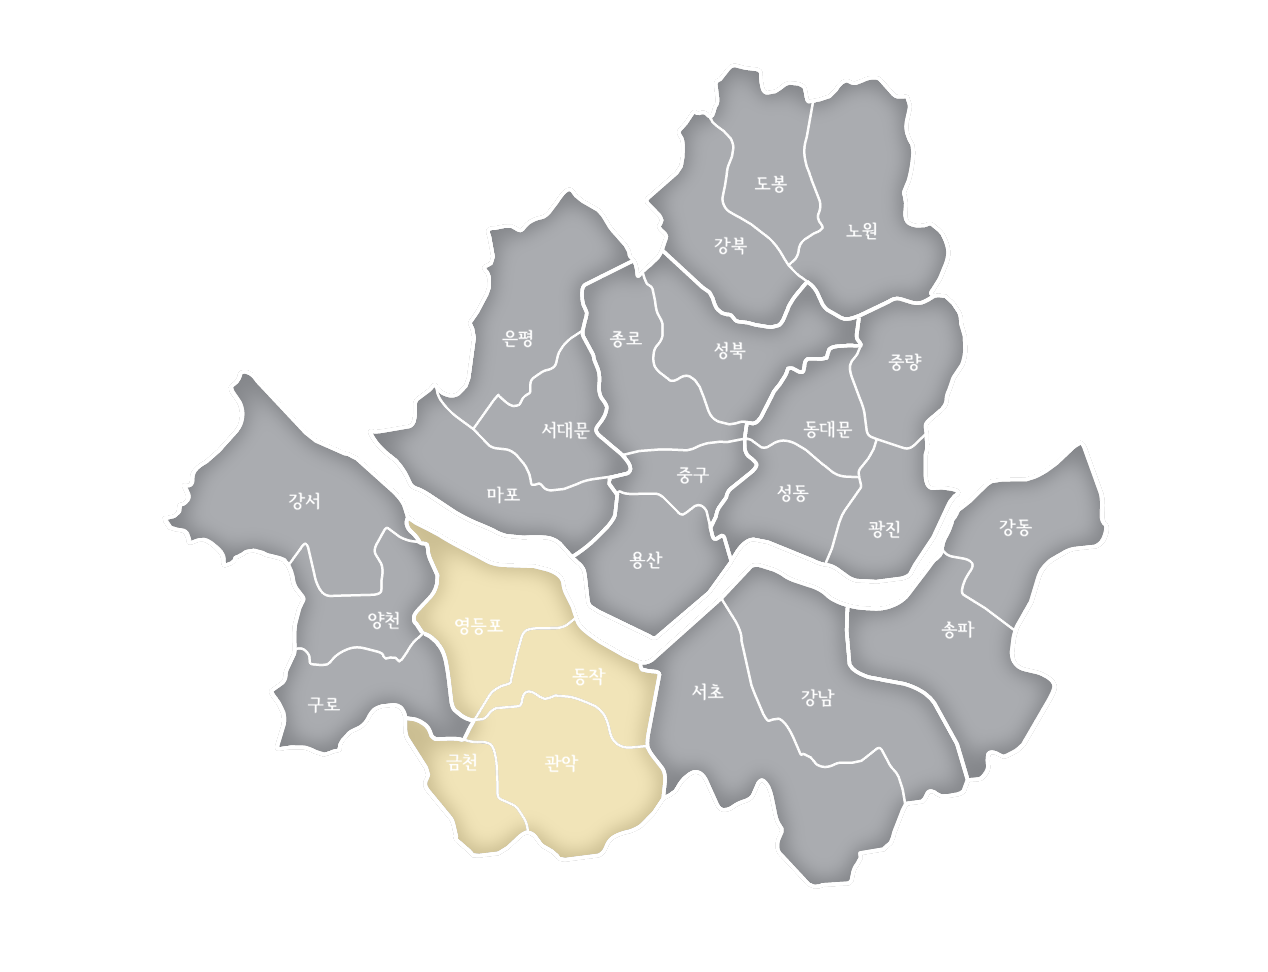 도봉
노원
강북
은평
종로
성북
중랑
서대문
동대문
중구
마포
성동
강서
광진
강동
용산
양천
영등포
송파
동작
서초
강남
구로
금천
관악